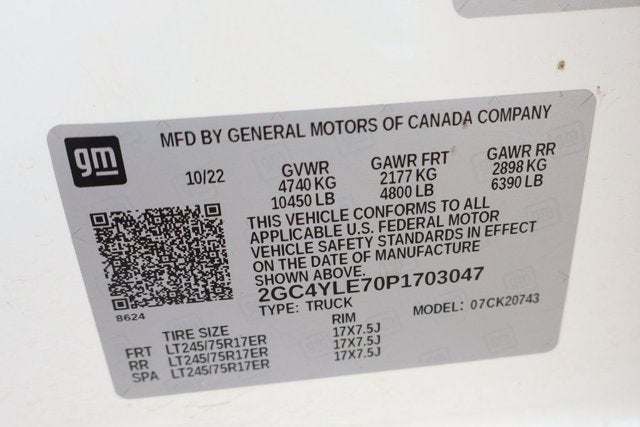 gm
MFD BY GENERAL MOTORS OF CANADA COMPANY
10/22
GVWR GAWR FRT GAWR RR
4740 KG 2177 KG 2898 KG
10450 LB 4800 LB 6390 LB
THIS VEHICLE CONFORMS TO ALL
APPLICABLE U.S. FEDERAL MOTOR
VEHICLE SAFETY STANDARDS IN EFFECT
ON THE DATE OF MANUFACTURE
SHOWN ABOVE.
2GC4YLE70P1703047
8624
TYPE: TRUCK MODEL: 07CK20743
TIRE SIZE RIM
FRT LT245/75R17ER 17X7.5J
RR LT245/75R17ER 17X7.5J
SPA LT245/75R17ER 17X7.5J